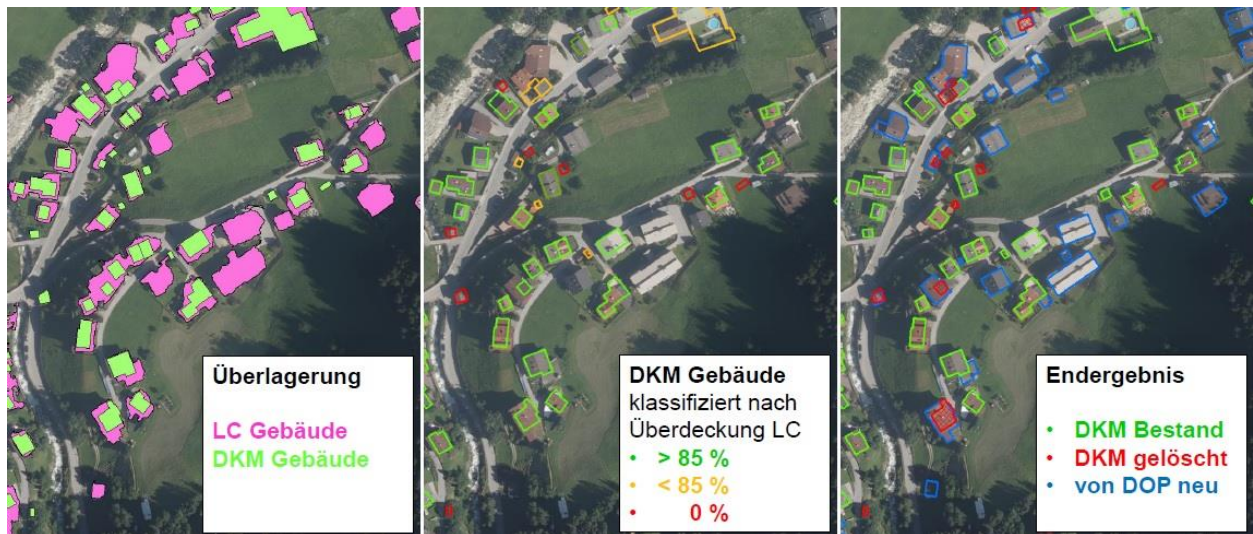 Überlagerung
LC Gebäude
DKM Gebäude
DKM Gebäude
klassifiziert nach
Überdeckung LC
• > 85 %
• < 85 %
• 0 %
Endergebnis
• DKM Bestand
• DKM gelöscht
• von DOP neu